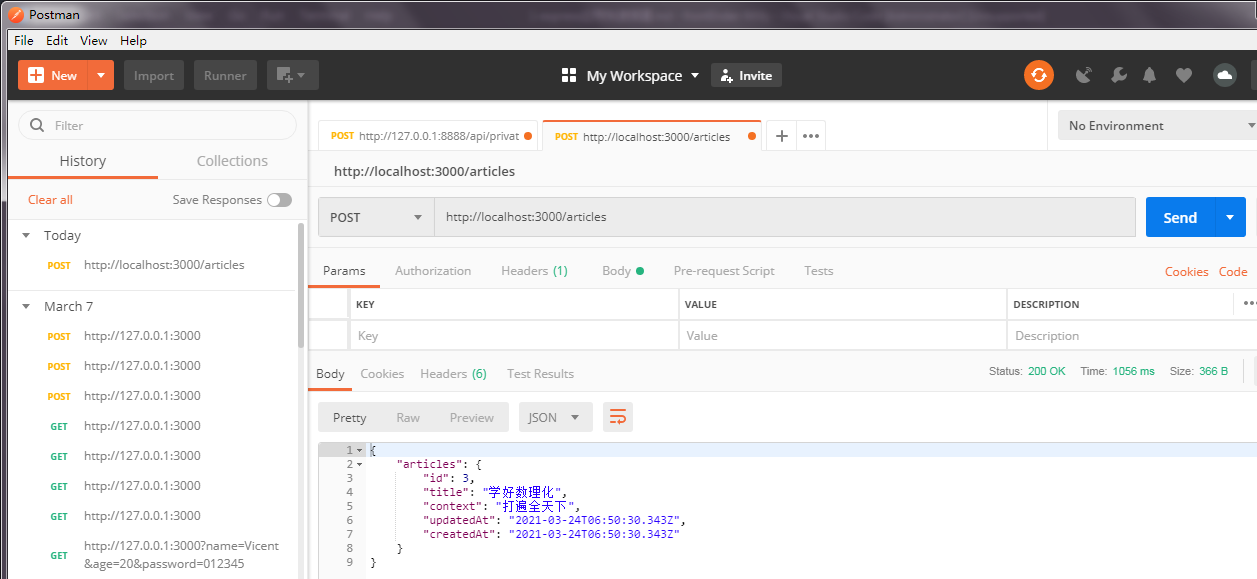 Postman
File Edit View Help
New Import Runner My Workspace Invite
Filter
History Collections
Clear all Save Responses
Today
POST http://localhost:3000/articles
March 7
POST http://127.0.0.1:3000
POST http://127.0.0.1:3000
POST http://127.0.0.1:3000
GET http://127.0.0.1:3000
GET http://127.0.0.1:3000
GET http://127.0.0.1:3000
GET http://127.0.0.1:3000
GET http://127.0.0.1:3000?name=Vicent
&age=20&password=012345
POST http://127.0.0.1:8888/api/privat POST http://localhost:3000/articles + ••• No Environment
http://localhost:3000/articles
POST http://localhost:3000/articles Send
Params Authorization Headers (1) Body Pre-request Script Tests Cookies Code
KEY VALUE DESCRIPTION •••
Key Value Description
Body Cookies Headers (6) Test Results Status: 200 OK Time: 1056 ms Size: 366 B
Pretty Raw Preview JSON
1 {
2 "articles": {
3 "id": 3,
4 "title": "学好数理化",
5 "context": "打遍全天下",
6 "updatedAt": "2021-03-24T06:50:30.343Z",
7 "createdAt": "2021-03-24T06:50:30.343Z"
8 }
9 }